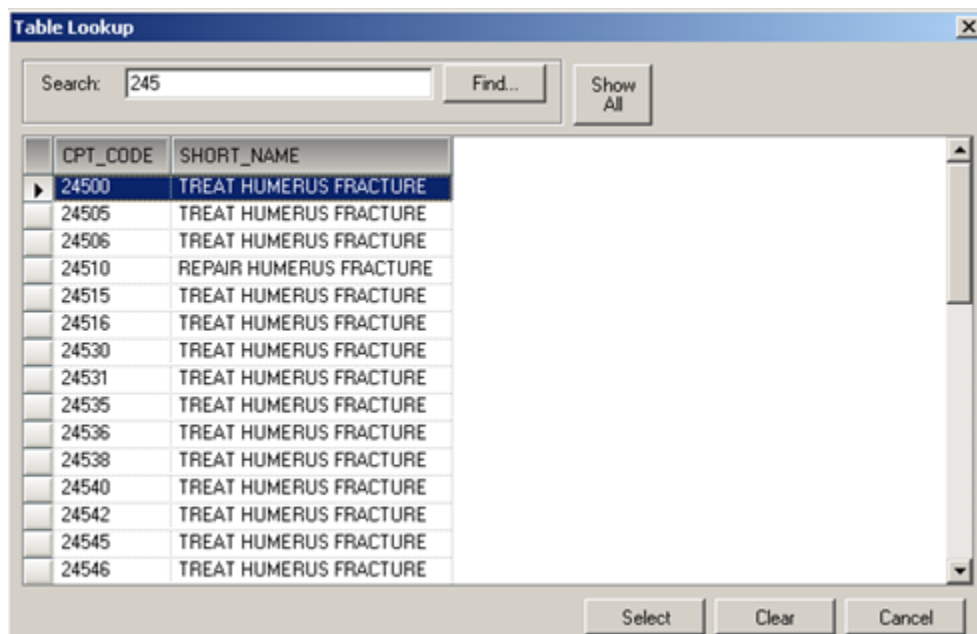 Table Lookup
Search: 245 Find... Show All
CPT_CODE SHORT_NAME
24500 TREAT HUMERUS FRACTURE
24505 TREAT HUMERUS FRACTURE
24506 TREAT HUMERUS FRACTURE
24510 REPAIR HUMERUS FRACTURE
24515 TREAT HUMERUS FRACTURE
24516 TREAT HUMERUS FRACTURE
24530 TREAT HUMERUS FRACTURE
24531 TREAT HUMERUS FRACTURE
24535 TREAT HUMERUS FRACTURE
24536 TREAT HUMERUS FRACTURE
24538 TREAT HUMERUS FRACTURE
24540 TREAT HUMERUS FRACTURE
24542 TREAT HUMERUS FRACTURE
24545 TREAT HUMERUS FRACTURE
24546 TREAT HUMERUS FRACTURE
Select Clear Cancel